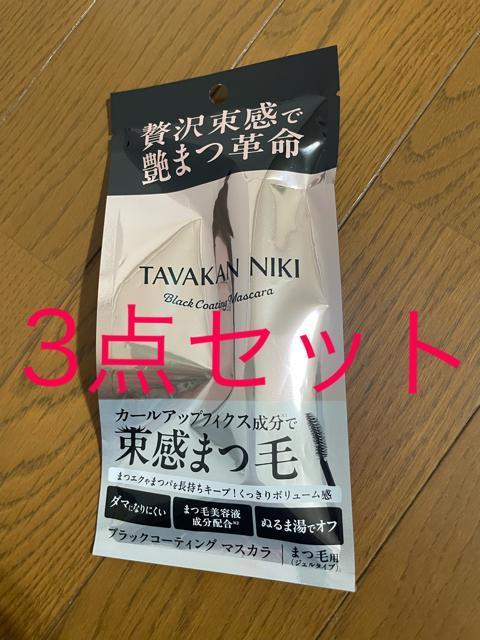 贅沢束感で
艶まつ革命
TAVAKAN NIKI
Black Coating Mascara
3点セット
カールアップフィクス成分※1で
束感まつ毛
まつエクやまつパを長持ちキープ!くっきりボリューム感
ダマになりにくい
まつ毛美容液
成分配合※2
ぬるま湯でオフ
ブラックコーティング マスカラ
まつ毛用
(ジェルタイプ)